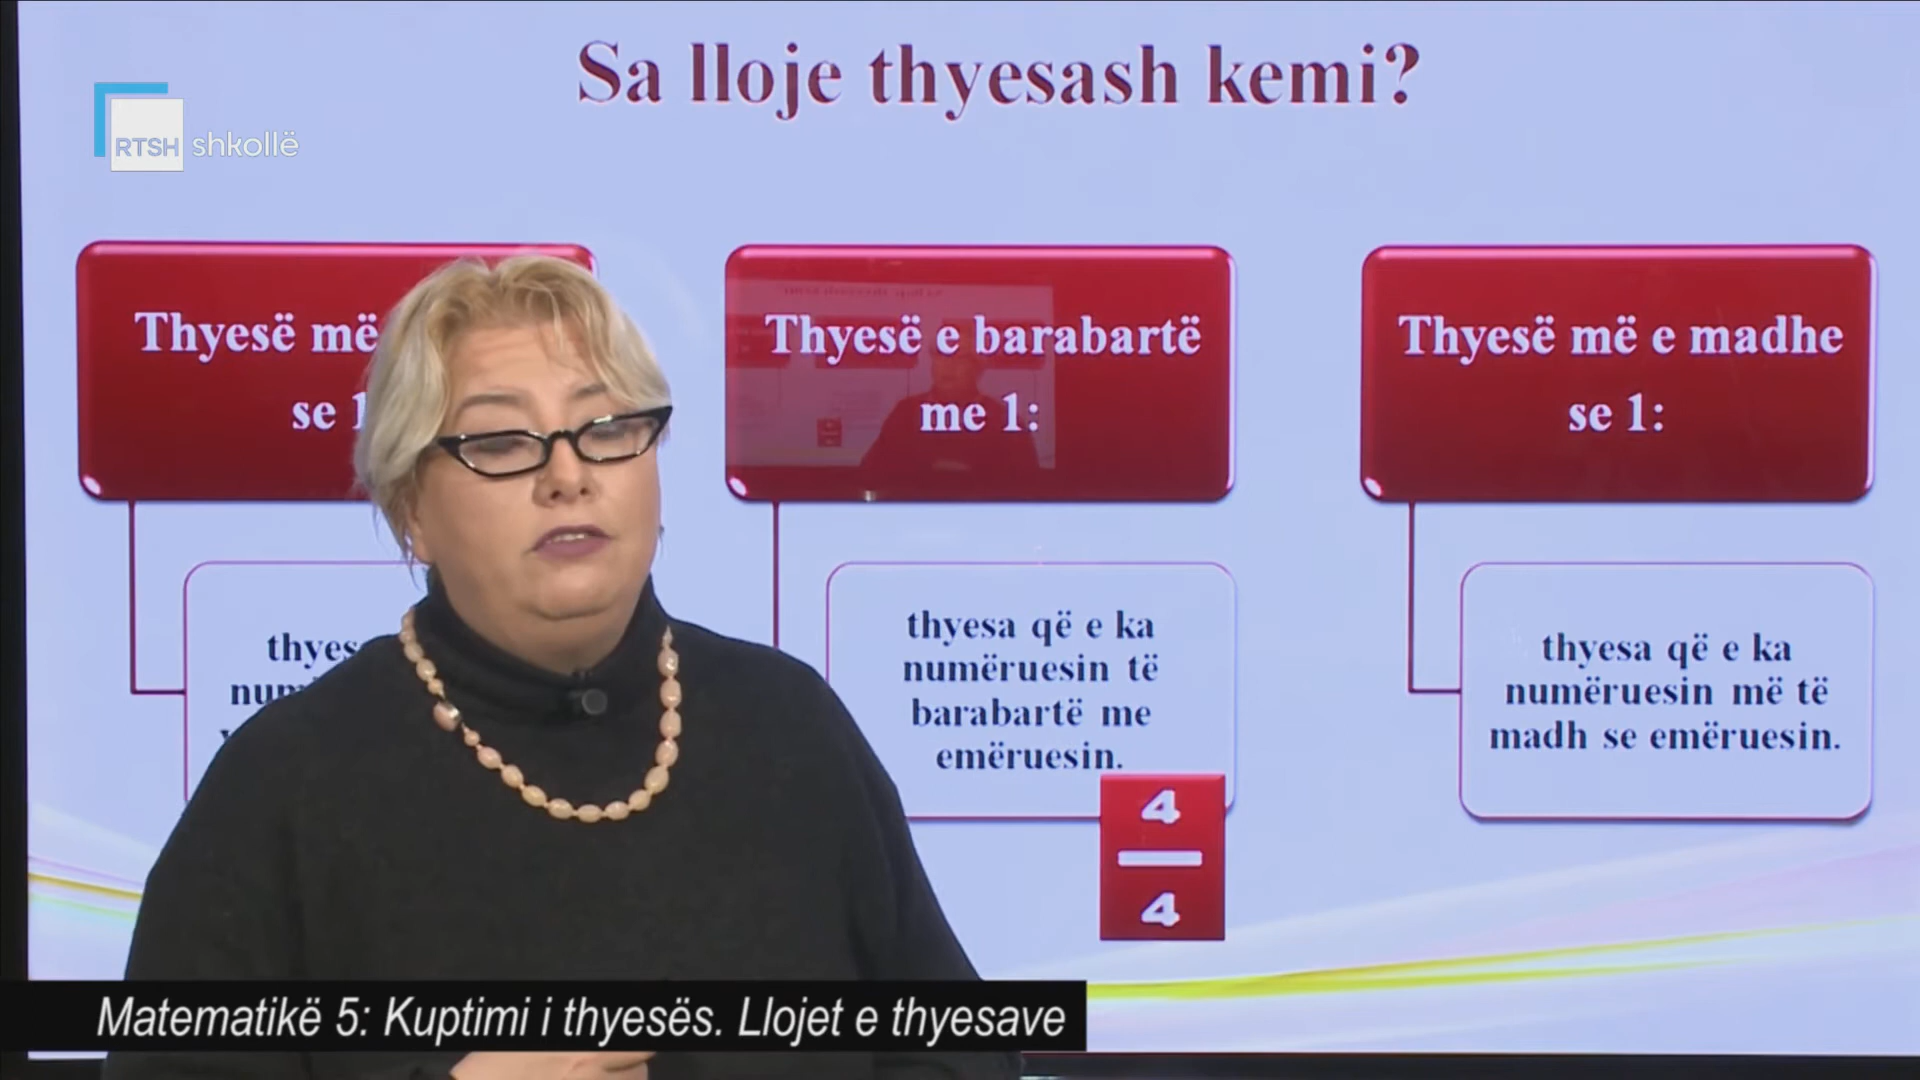 Sa lloje thyesash kemi?
RTSH shkollë
Thyesë më
se 1
Thyesë e barabartë
me 1:
Thyesë më e madhe
se 1:
thyesa që e ka
numëruesin të
barabartë me
emëruesin.
4
4
thyesa që e ka
numëruesin më të
madh se emëruesin.
Matematikë 5: Kuptimi i thyesës. Llojet e thyesave